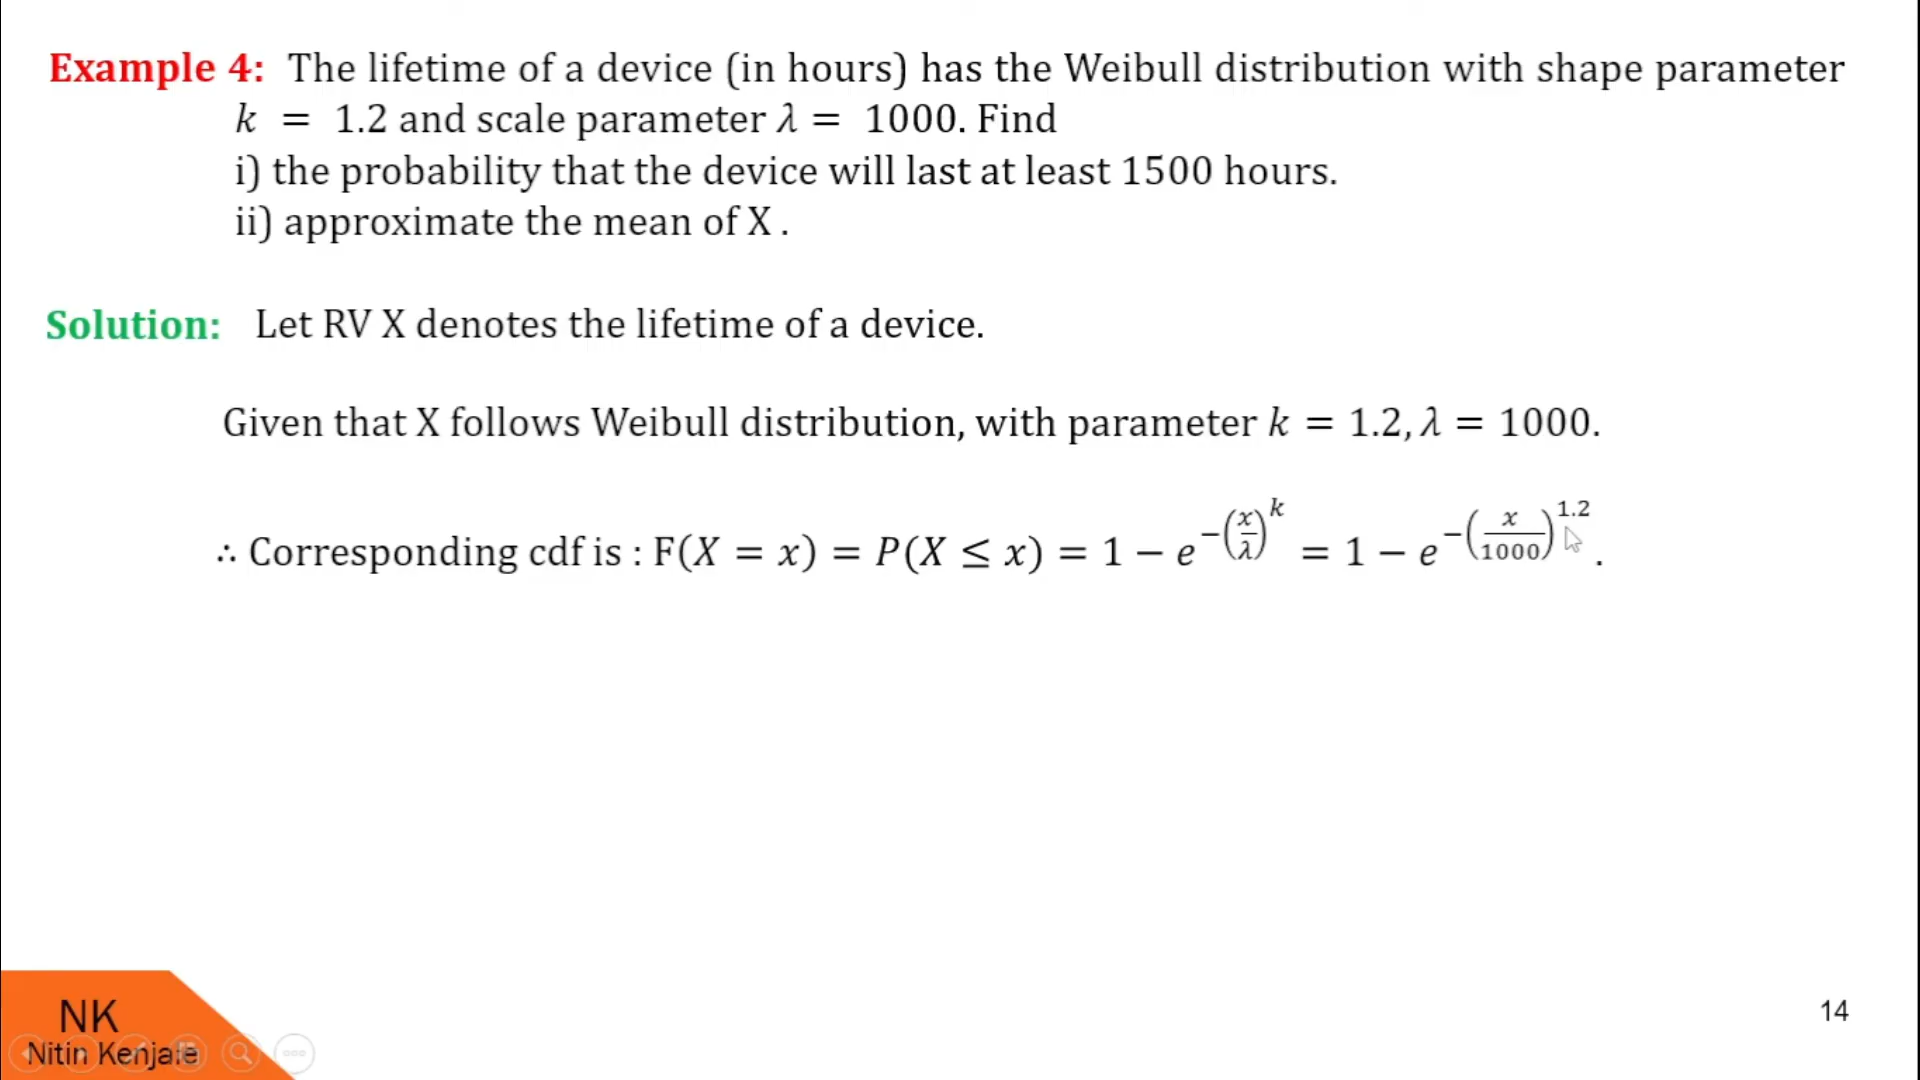 Example 4: The lifetime of a device (in hours) has the Weibull distribution with shape parameter
k = 1.2 and scale parameter λ = 1000. Find
i) the probability that the device will last at least 1500 hours.
ii) approximate the mean of X .
Solution: Let RV X denotes the lifetime of a device.
Given that X follows Weibull distribution, with parameter k = 1.2, λ = 1000.
∴ Corresponding cdf is : F(X = x) = P(X ≤ x) = 1 − e^{−(x/λ)^k} = 1 − e^{−(x/1000)^{1.2}}.
NK
Nitin Kenjale
14